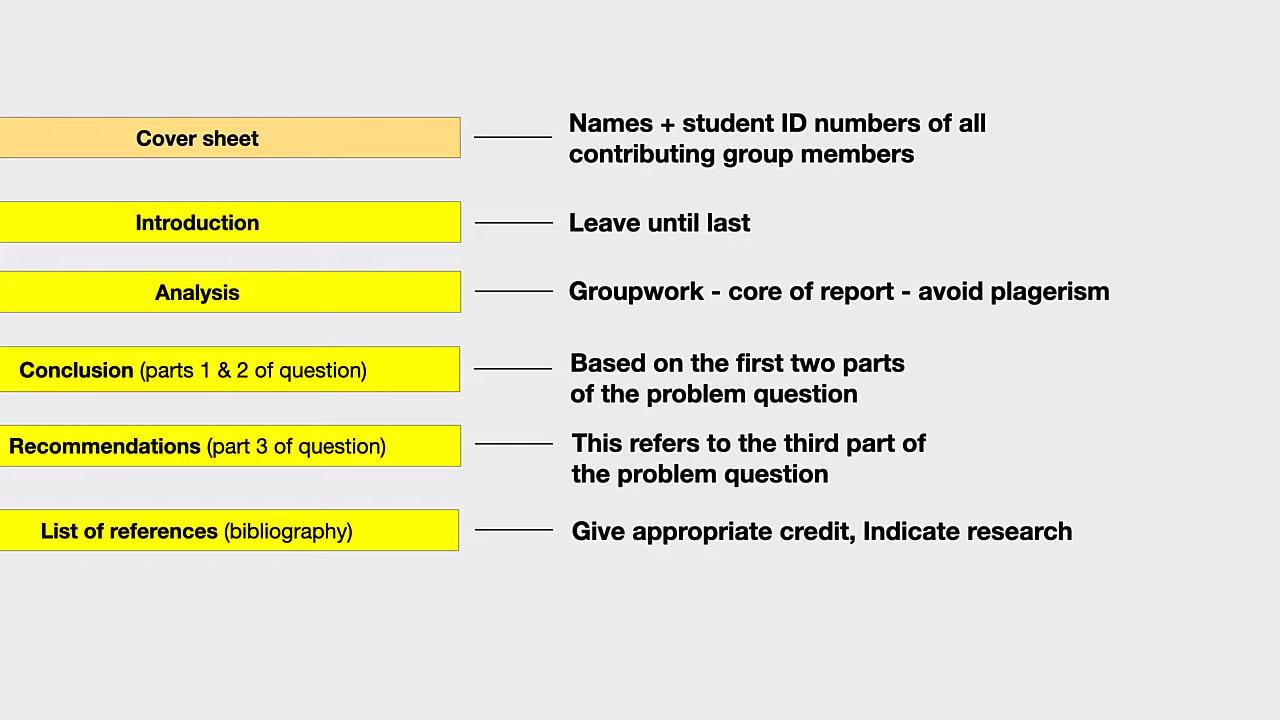 Cover sheet
Names + student ID numbers of all
contributing group members
Introduction
Leave until last
Analysis
Groupwork - core of report - avoid plagerism
Conclusion (parts 1 & 2 of question)
Based on the first two parts
of the problem question
Recommendations (part 3 of question)
This refers to the third part of
the problem question
List of references (bibliography)
Give appropriate credit, Indicate research